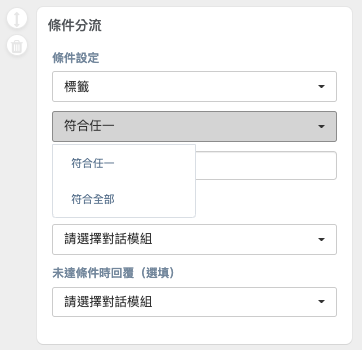 條件分流
條件設定
標籤
符合任一
符合任一
符合全部
請選擇對話模組
未達條件時回覆（選填）
請選擇對話模組